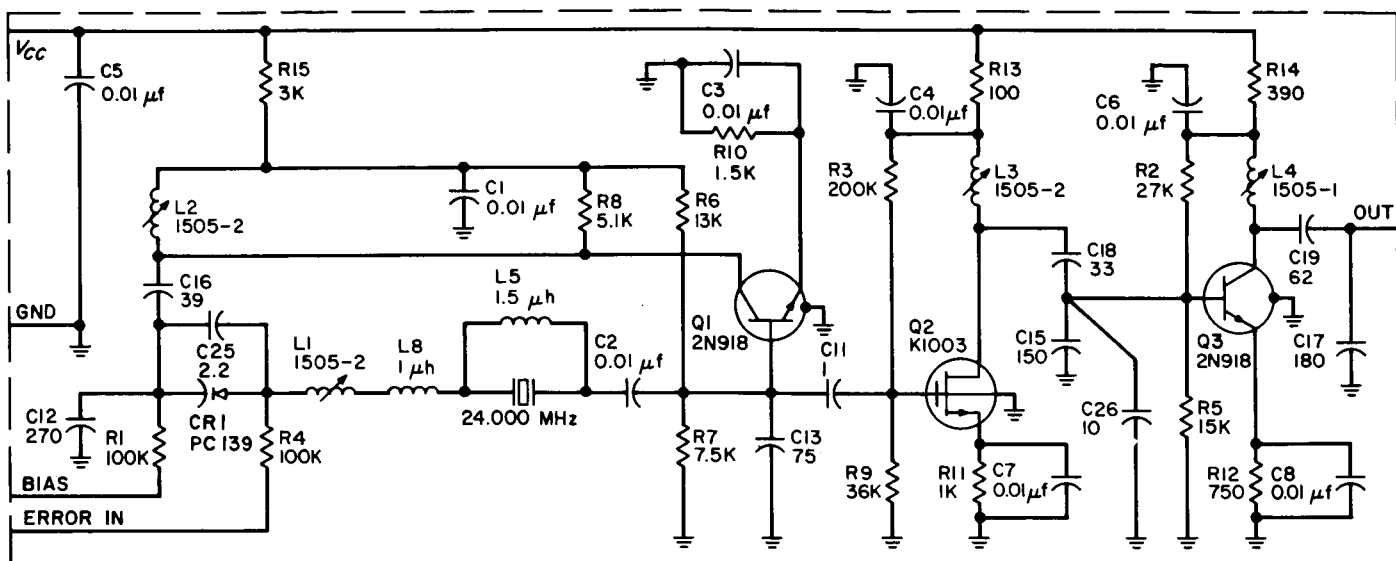 VCC
C5
0.01 µf
R15
3K
C3
0.01 µf
R10
1.5K
C4
0.01µf
R13
100
C6
0.01 µf
R14
390
L2
1505-2
C1
0.01 µf
R8
5.1K
R6
13K
R3
200K
L3
1505-2
R2
27K
L4
1505-1
OUT
C16
39
L5
1.5 µh
C18
33
C19
62
GND
C25
2.2
L1
1505-2
L8
1 µh
C2
0.01 µf
Q1
2N918
C11
1
Q2
K1003
C15
150
Q3
2N918
C17
180
C12
270
R1
100K
CR1
PC139
R4
100K
24.000 MHz
R7
7.5K
C13
75
R9
36K
R11
1K
C7
0.01µf
C26
10
R5
15K
R12
750
C8
0.01 µf
BIAS
ERROR IN